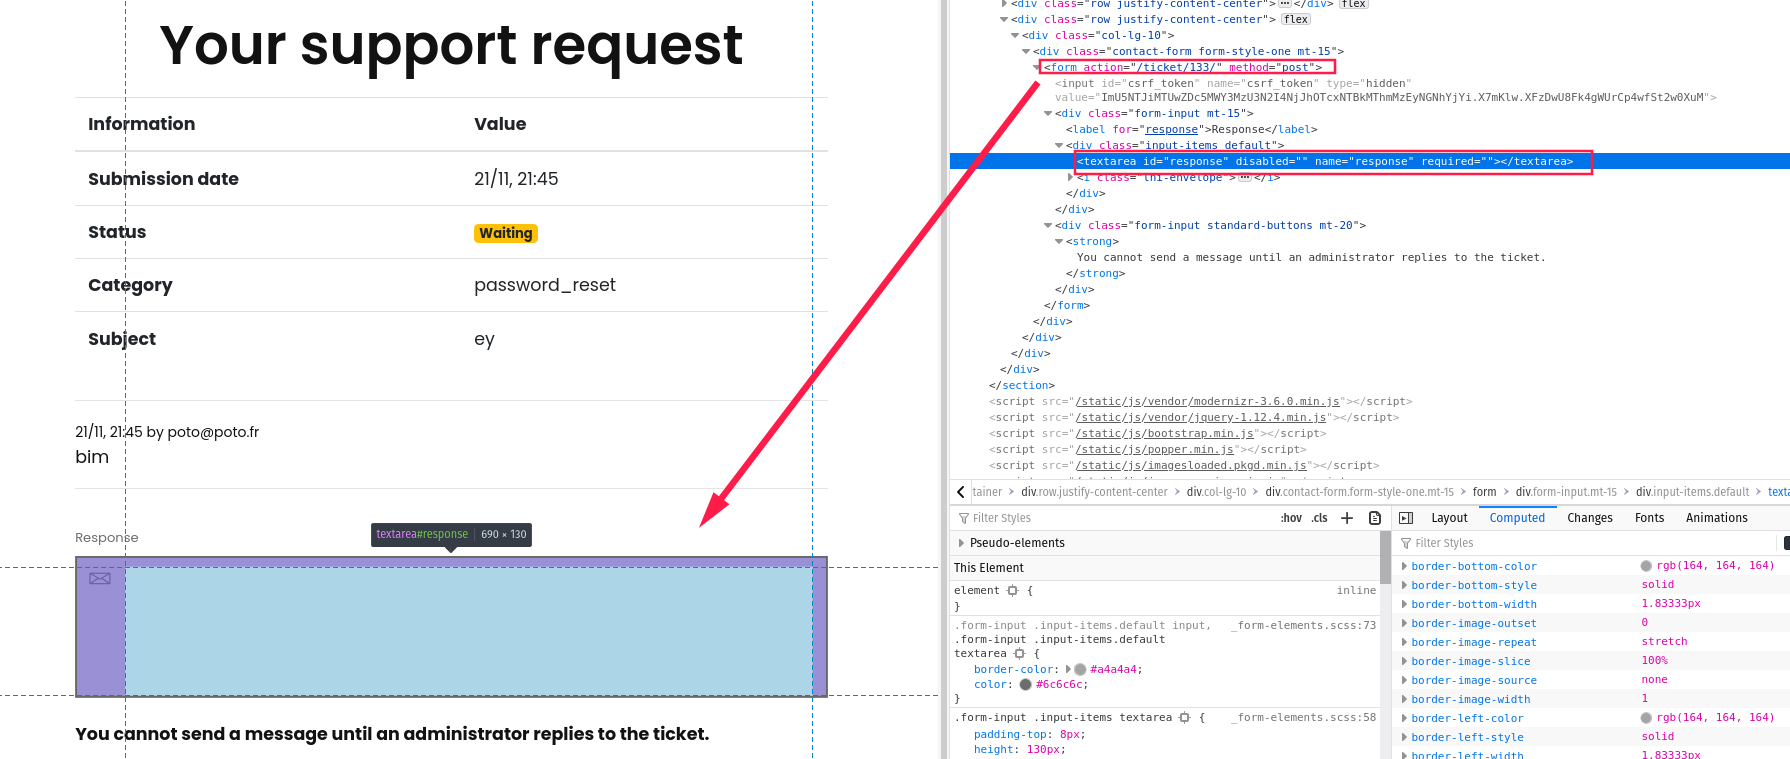 Your support request
Information Value
Submission date 21/11, 21:45
Status Waiting
Category password_reset
Subject ey
21/11, 21:45 by poto@poto.fr
bim
Response
textarea#response 690 × 130
You cannot send a message until an administrator replies to the ticket.
<div class="row justify-content-center"></div> flex
<div class="row justify-content-center"> flex
<div class="col-lg-10">
<div class="contact-form form-style-one mt-15">
<form action="/ticket/133/" method="post">
<input id="csrf_token" name="csrf_token" type="hidden"
value="ImU5NTJiMTUwZDc5MWY3MzU3N2I4NjJhOTcxNTBkMThmMzEyNGNhYjYi.X7mKlw.XFzDwU8Fk4gWUrCp4wfSt2w0XuM">
<div class="form-input mt-15">
<label for="response">Response</label>
<div class="input-items default">
<textarea id="response" disabled="" name="response" required=""></textarea>
<i class="lni-envelope"></i>
</div>
</div>
<div class="form-input standard-buttons mt-20">
<strong>
You cannot send a message until an administrator replies to the ticket.
</strong>
</div>
</form>
</div>
</div>
</div>
</div>
</section>
<script src="/static/js/vendor/modernizr-3.6.0.min.js"></script>
<script src="/static/js/vendor/jquery-1.12.4.min.js"></script>
<script src="/static/js/bootstrap.min.js"></script>
<script src="/static/js/popper.min.js"></script>
<script src="/static/js/imagesloaded.pkgd.min.js"></script>
tainer > div.row.justify-content-center > div.col-lg-10 > div.contact-form.form-style-one.mt-15 > form > div.form-input.mt-15 > div.input-items.default > texta
Filter Styles :hov .cls +
Pseudo-elements
This Element
element { inline
}
.form-input .input-items.default input, _form-elements.scss:73
.form-input .input-items.default
textarea {
border-color: #a4a4a4;
color: #6c6c6c;
}
.form-input .input-items textarea { _form-elements.scss:58
padding-top: 8px;
height: 130px;
Layout Computed Changes Fonts Animations
Filter Styles
border-bottom-color rgb(164, 164, 164)
border-bottom-style solid
border-bottom-width 1.83333px
border-image-outset 0
border-image-repeat stretch
border-image-slice 100%
border-image-source none
border-image-width 1
border-left-color rgb(164, 164, 164)
border-left-style solid
border-left-width 1.83333px